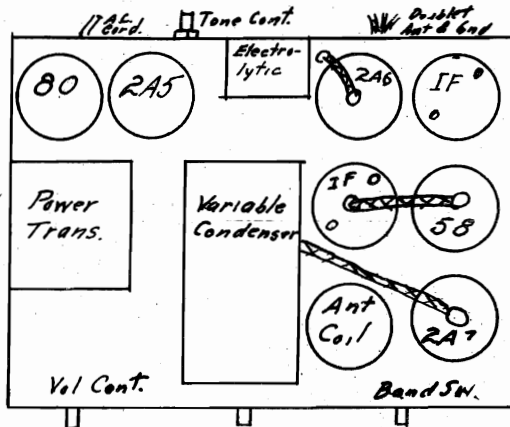 A.C. Cord.
Tone Cont.
Doublet
Ant & Gnd
80
2A5
Electro-
lytic
2A6
IF
Power
Trans.
Variable
Condenser
IF
58
Ant
Coil
2A7
Vol Cont.
Band Sw.